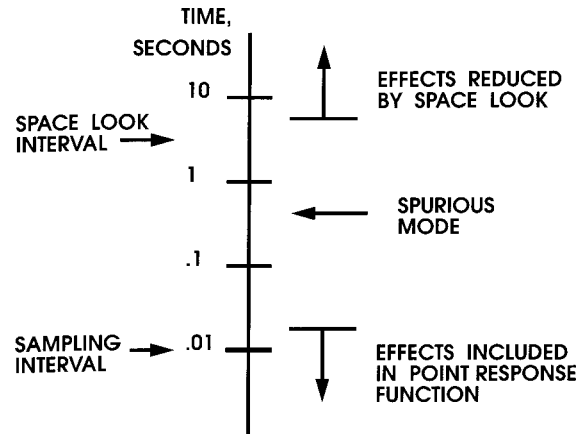 TIME,
SECONDS
10
EFFECTS REDUCED
BY SPACE LOOK
SPACE LOOK
INTERVAL
1
SPURIOUS
MODE
.1
SAMPLING
INTERVAL
.01
EFFECTS INCLUDED
IN POINT RESPONSE
FUNCTION